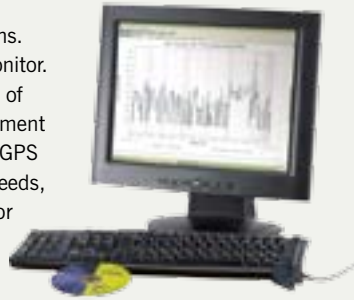 ns.
onitor.
of
ment
GPS
eeds,
or